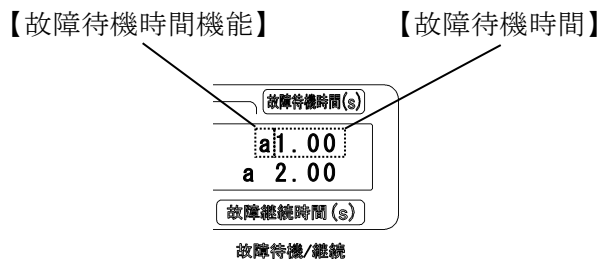 【故障待機時間機能】 【故障待機時間】
故障待機時間(s)
a1.00
a 2.00
故障継続時間(s)
故障待機/継続